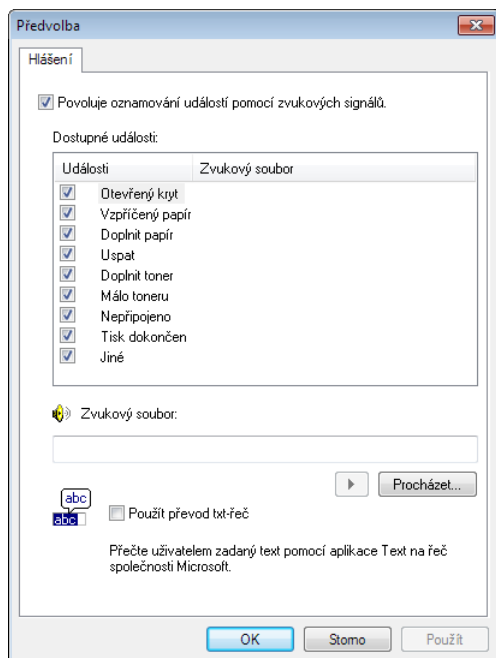 Předvolba
Hlášení
Povoluje oznamování událostí pomocí zvukových signálů.
Dostupné události:
Události Zvukový soubor
Otevřený kryt
Vzpříčený papír
Doplnit papír
Uspat
Doplnit toner
Málo toneru
Nepřipojeno
Tisk dokončen
Jiné
Zvukový soubor:
Procházet...
abc
abc
Použít převod txt-řeč
Přečte uživatelem zadaný text pomocí aplikace Text na řeč
společnosti Microsoft.
OK Storno Použít